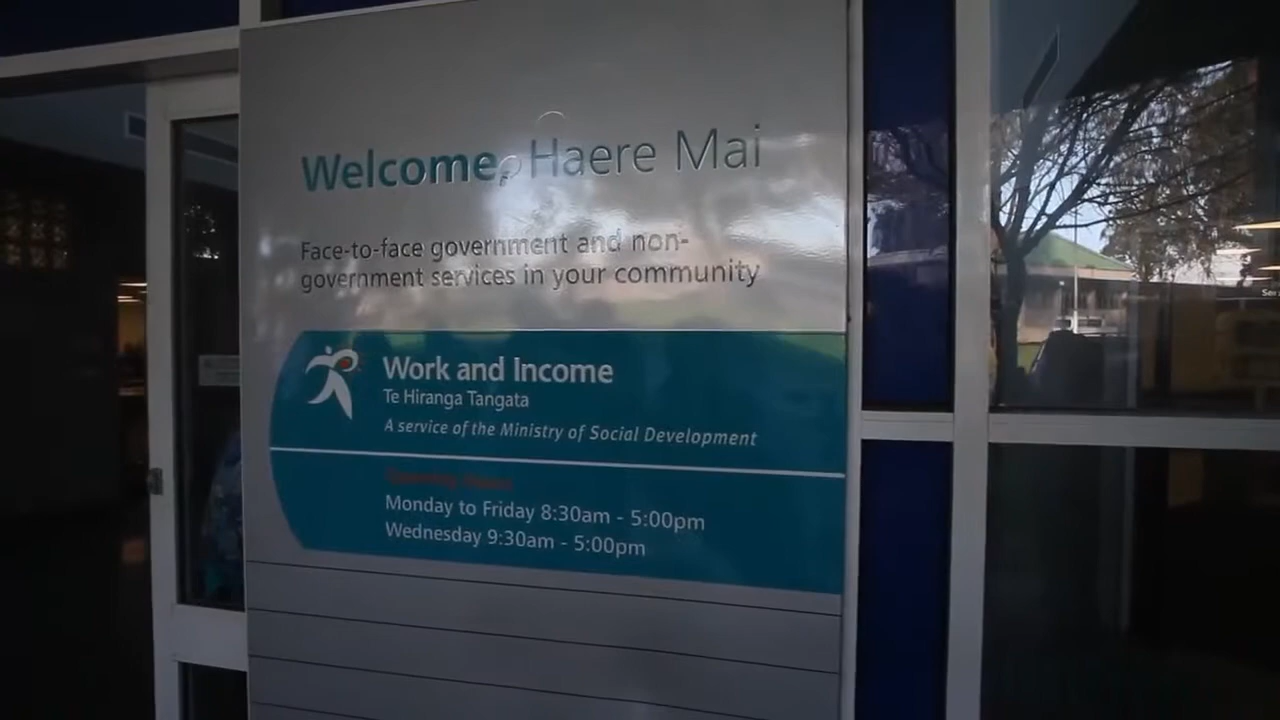 Welcome, Haere Mai
Face-to-face government and non-
government services in your community
Work and Income
Te Hiranga Tangata
A service of the Ministry of Social Development
Monday to Friday 8:30am - 5:00pm
Wednesday 9:30am - 5:00pm